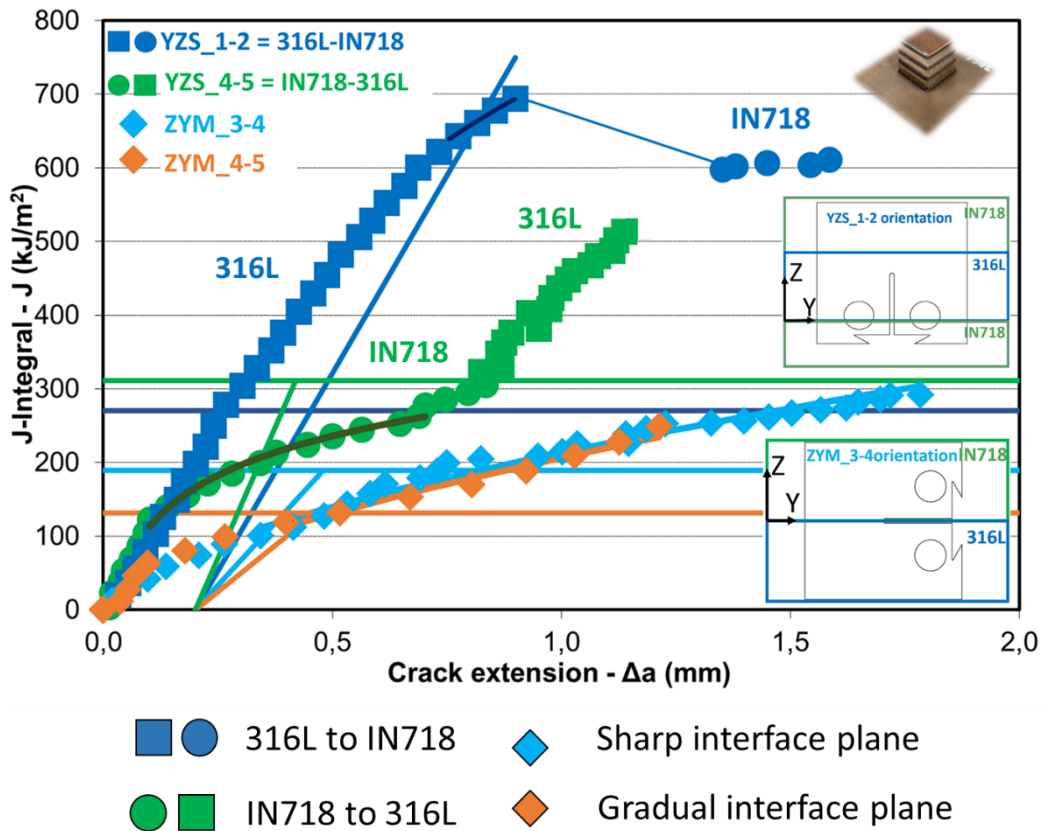 800
700
600
500
400
300
200
100
0
J-Integral - J (kJ/m²)
YZS_1-2 = 316L-IN718
YZS_4-5 = IN718-316L
ZYM_3-4
ZYM_4-5
IN718
316L
316L
IN718
YZS_1-2 orientation
IN718
316L
IN718
Z
Y
ZYM_3-4orientation
IN718
316L
Z
Y
0,0
0,5
1,0
1,5
2,0
Crack extension - Δa (mm)
316L to IN718
Sharp interface plane
IN718 to 316L
Gradual interface plane